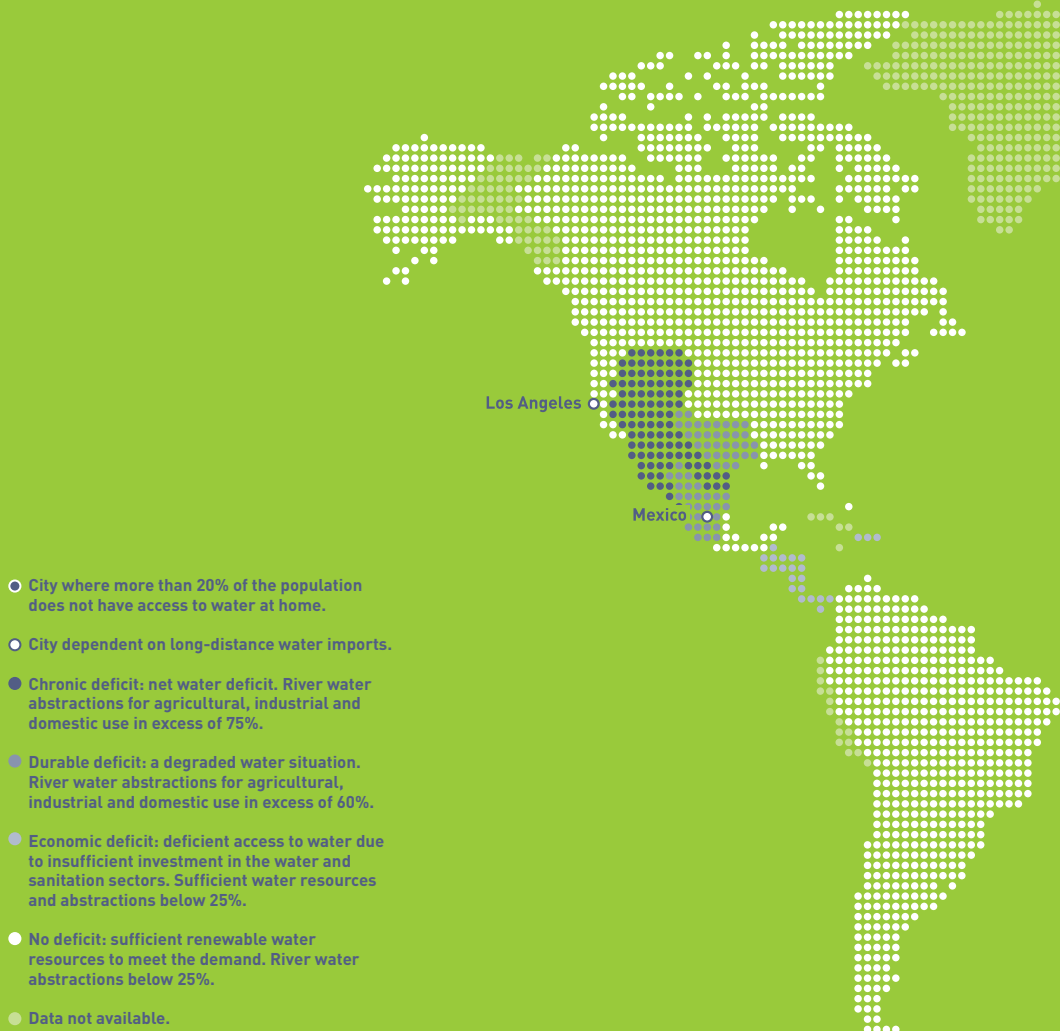 Los Angeles
Mexico
City where more than 20% of the population
does not have access to water at home.
City dependent on long-distance water imports.
Chronic deficit: net water deficit. River water
abstractions for agricultural, industrial and
domestic use in excess of 75%.
Durable deficit: a degraded water situation.
River water abstractions for agricultural,
industrial and domestic use in excess of 60%.
Economic deficit: deficient access to water due
to insufficient investment in the water and
sanitation sectors. Sufficient water resources
and abstractions below 25%.
No deficit: sufficient renewable water
resources to meet the demand. River water
abstractions below 25%.
Data not available.